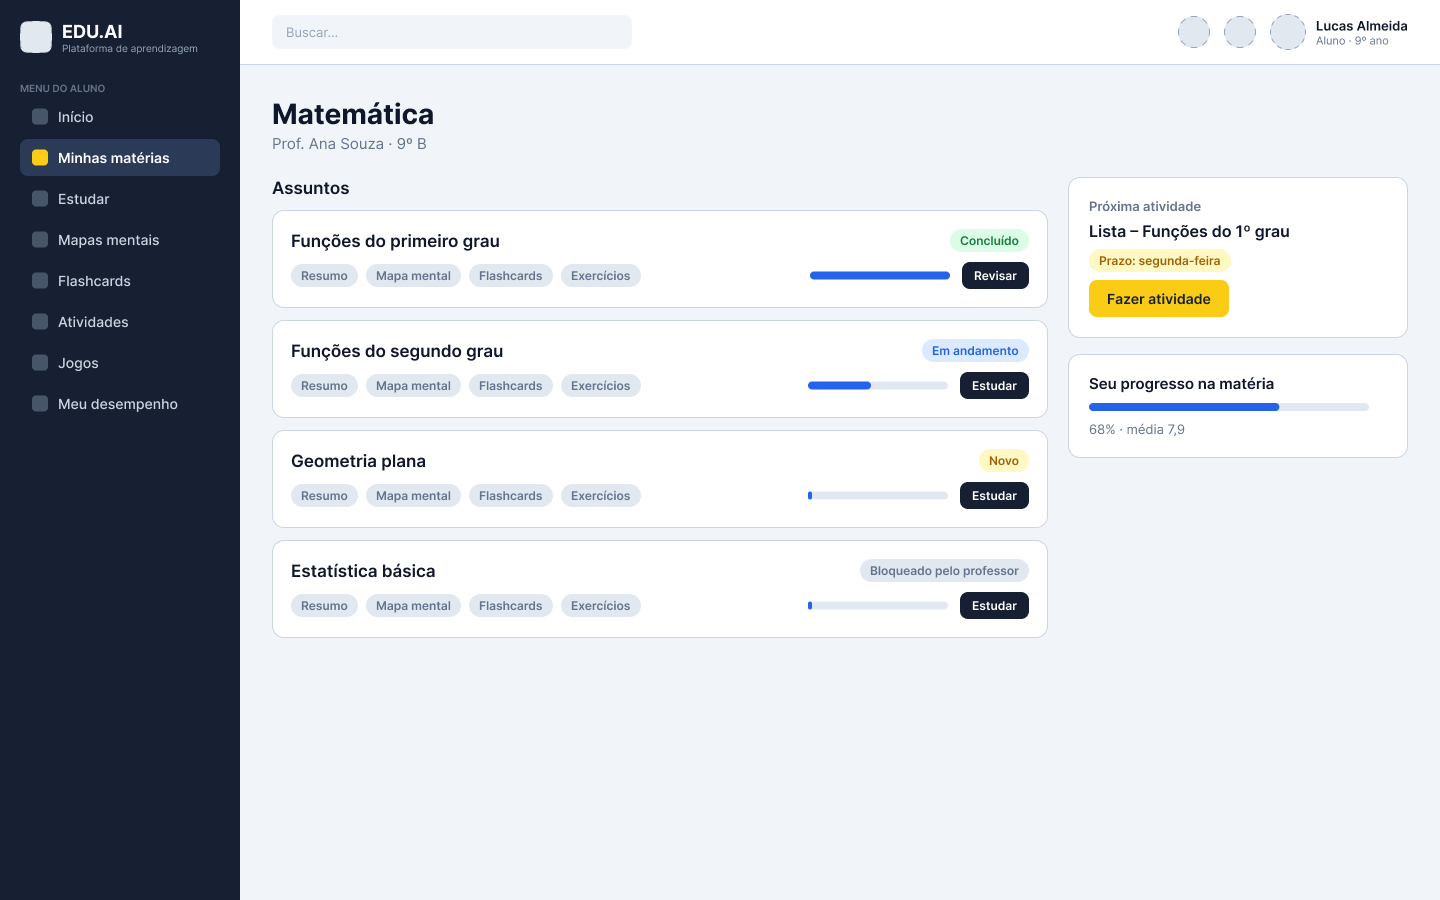 EDU.AI
Plataforma de aprendizagem
MENU DO ALUNO
Início
Minhas matérias
Estudar
Mapas mentais
Flashcards
Atividades
Jogos
Meu desempenho
Buscar...
Lucas Almeida
Aluno · 9º ano
Matemática
Prof. Ana Souza · 9º B
Assuntos
Funções do primeiro grau
Concluído
Resumo Mapa mental Flashcards Exercícios Revisar
Funções do segundo grau
Em andamento
Resumo Mapa mental Flashcards Exercícios Estudar
Geometria plana
Novo
Resumo Mapa mental Flashcards Exercícios Estudar
Estatística básica
Bloqueado pelo professor
Resumo Mapa mental Flashcards Exercícios Estudar
Próxima atividade
Lista – Funções do 1º grau
Prazo: segunda-feira
Fazer atividade
Seu progresso na matéria
68% · média 7,9